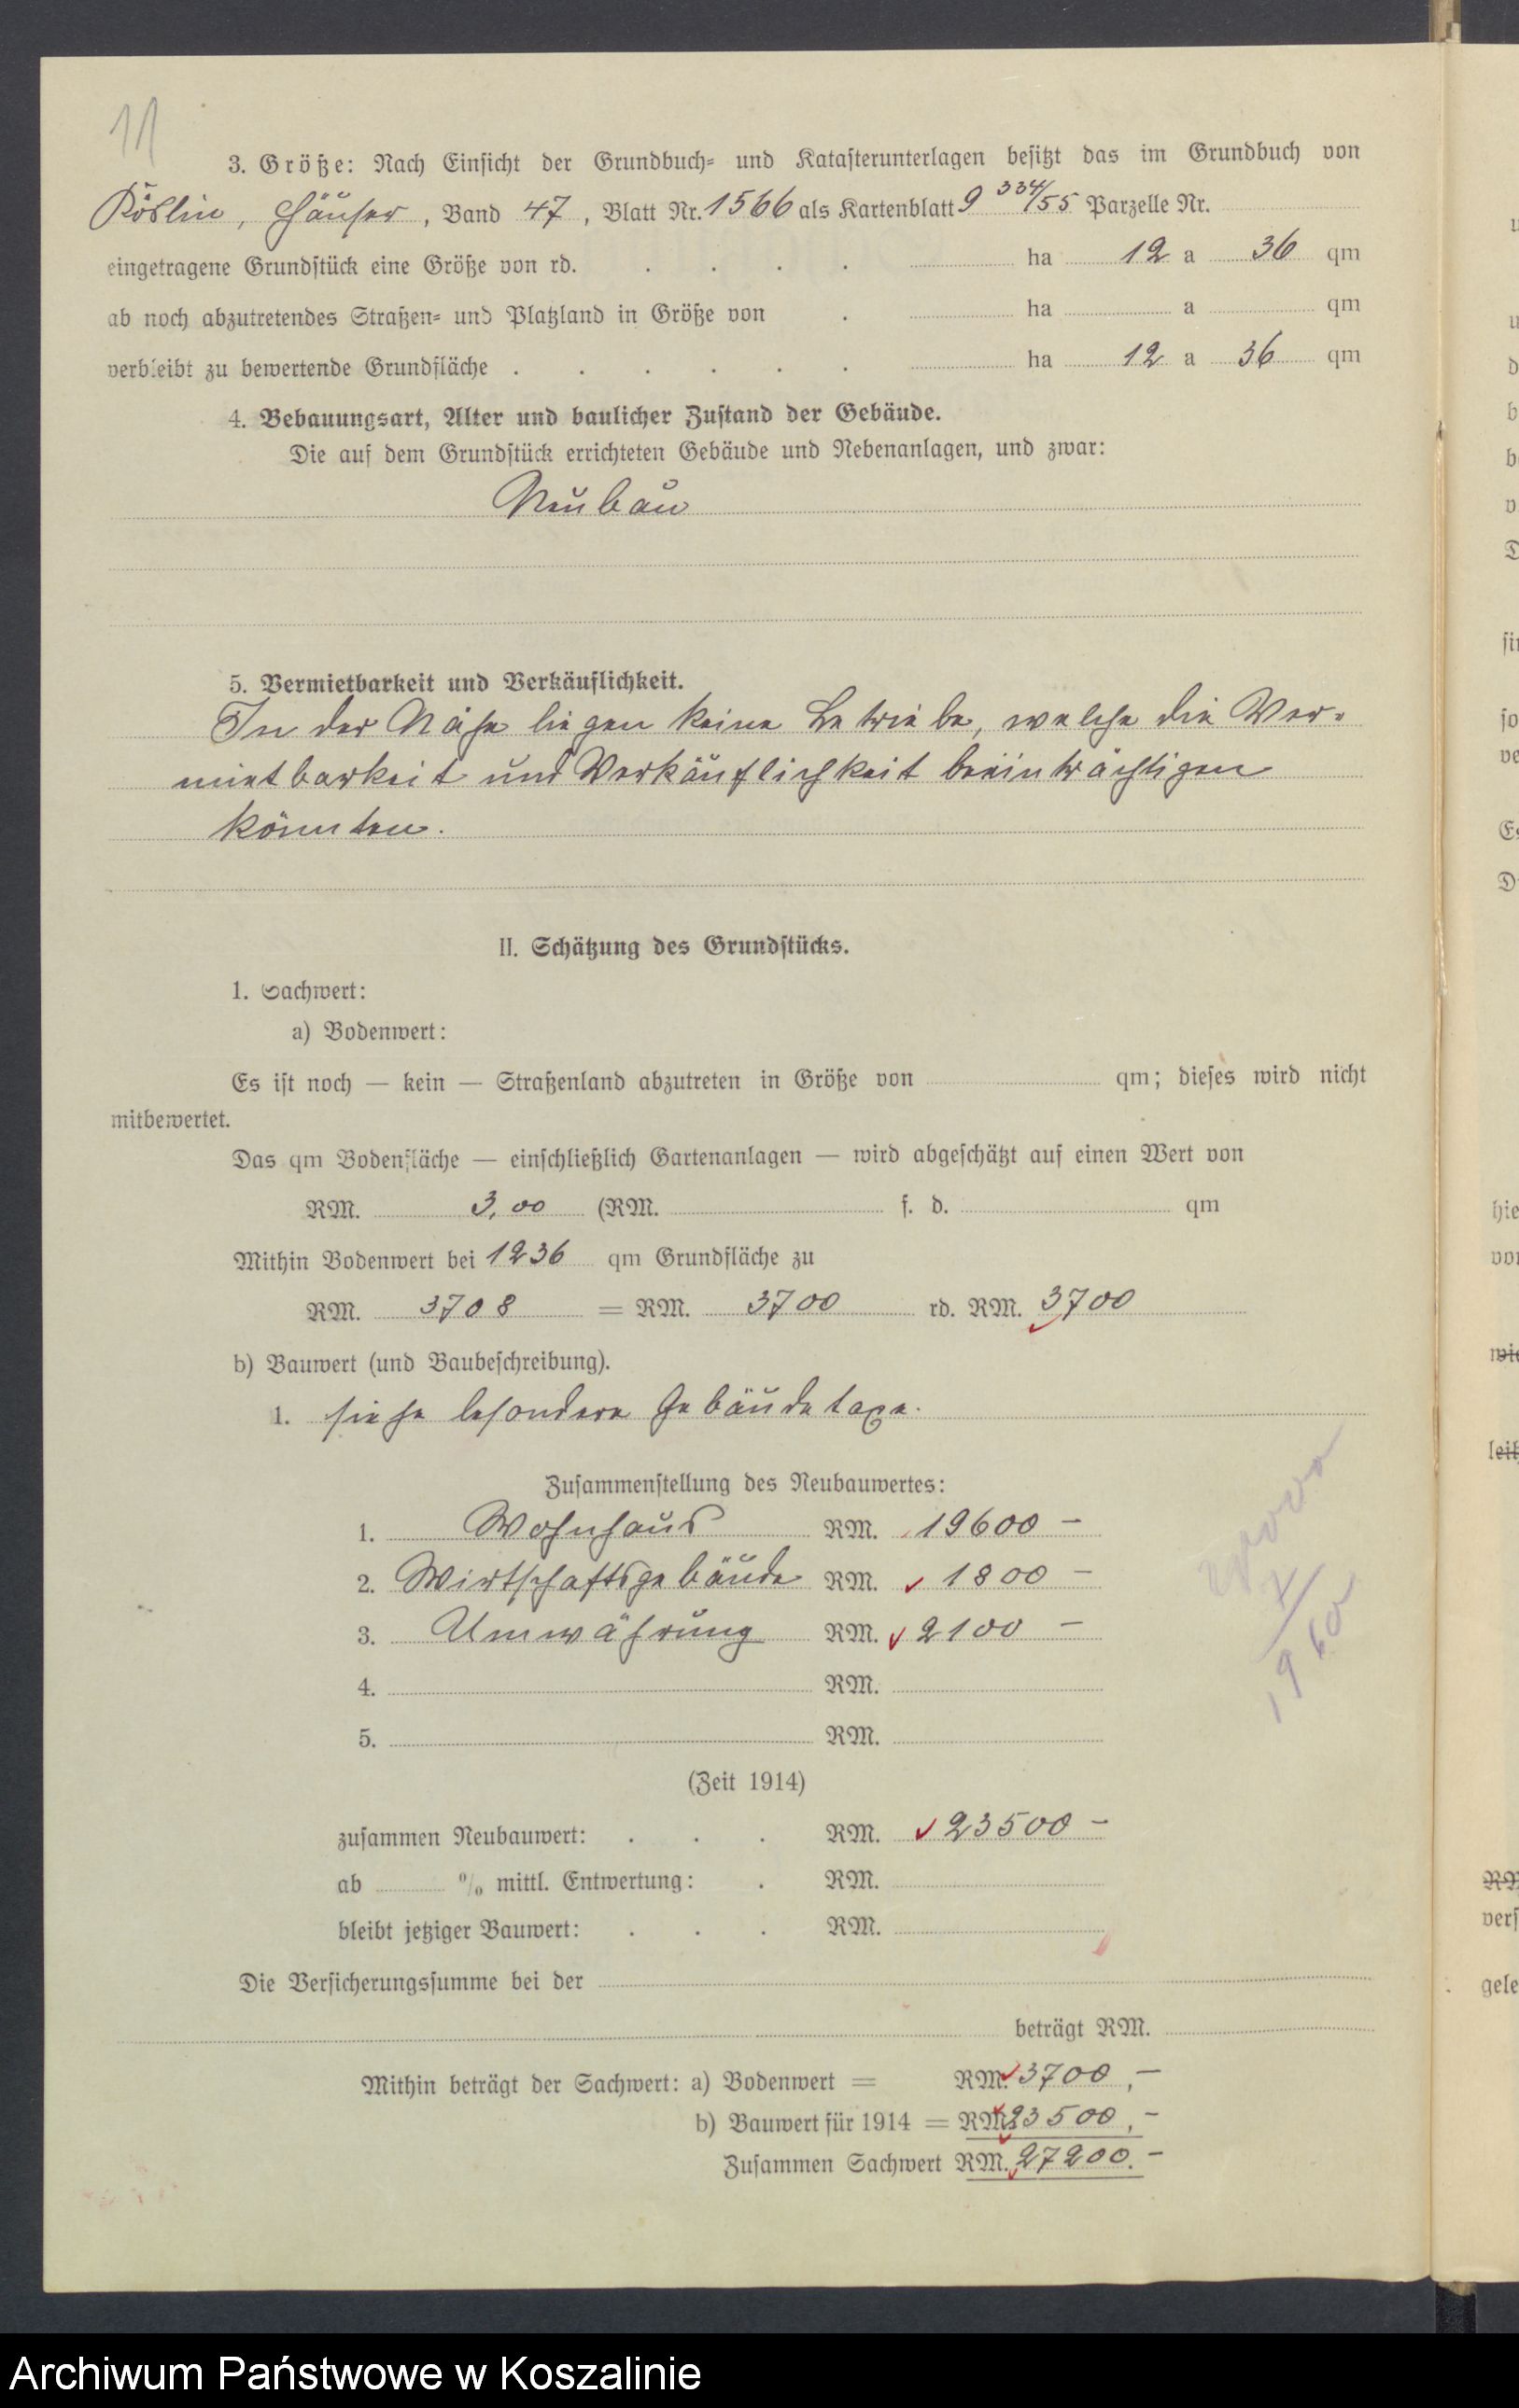 11
3. Größe: Nach Einsicht der Grundbuch- und Katasterunterlagen besitzt das im Grundbuch von
Köslin, Häuser, Band 47, Blatt Nr. 1566 als Kartenblatt 9 334/55 Parzelle Nr.
eingetragene Grundstück eine Größe von rd. . . . . ha 12 a 36 qm
ab noch abzutretendes Straßen- und Platzland in Größe von . ha a qm
verbleibt zu bewertende Grundfläche . . . . . . ha 12 a 36 qm
4. Bebauungsart, Alter und baulicher Zustand der Gebäude.
Die auf dem Grundstück errichteten Gebäude und Nebenanlagen, und zwar:
Neubau
5. Vermietbarkeit und Verkäuflichkeit.
In der Nähe liegen keine Betriebe, welche die Ver-
mietbarkeit und Verkäuflichkeit beeinträchtigen
könnten.
II. Schätzung des Grundstücks.
1. Sachwert:
a) Bodenwert:
Es ist noch — kein — Straßenland abzutreten in Größe von qm; dieses wird nicht
mitbewertet.
Das qm Bodenfläche — einschließlich Gartenanlagen — wird abgeschätzt auf einen Wert von
RM. 3,00 (RM. f. d. qm
Mithin Bodenwert bei 1236 qm Grundfläche zu
RM. 3708 = RM. 3700 rd. RM. 3700
b) Bauwert (und Baubeschreibung).
1. siehe besondere Gebäudetaxe.
Zusammenstellung des Neubauwertes:
1. Wohnhaus RM. 19600 –
2. Wirtschaftsgebäude RM. 1800 –
3. Umwährung RM. 2100 –
4. RM.
5. RM.
(Zeit 1914)
zusammen Neubauwert: . . . RM. 23500 –
ab % mittl. Entwertung: . RM.
bleibt jetziger Bauwert: . . . RM.
Die Versicherungssumme bei der
beträgt RM.
Mithin beträgt der Sachwert: a) Bodenwert = RM. 3700,–
b) Bauwert für 1914 = RM. 23500,–
Zusammen Sachwert RM. 27200.–
Archiwum Państwowe w Koszalinie